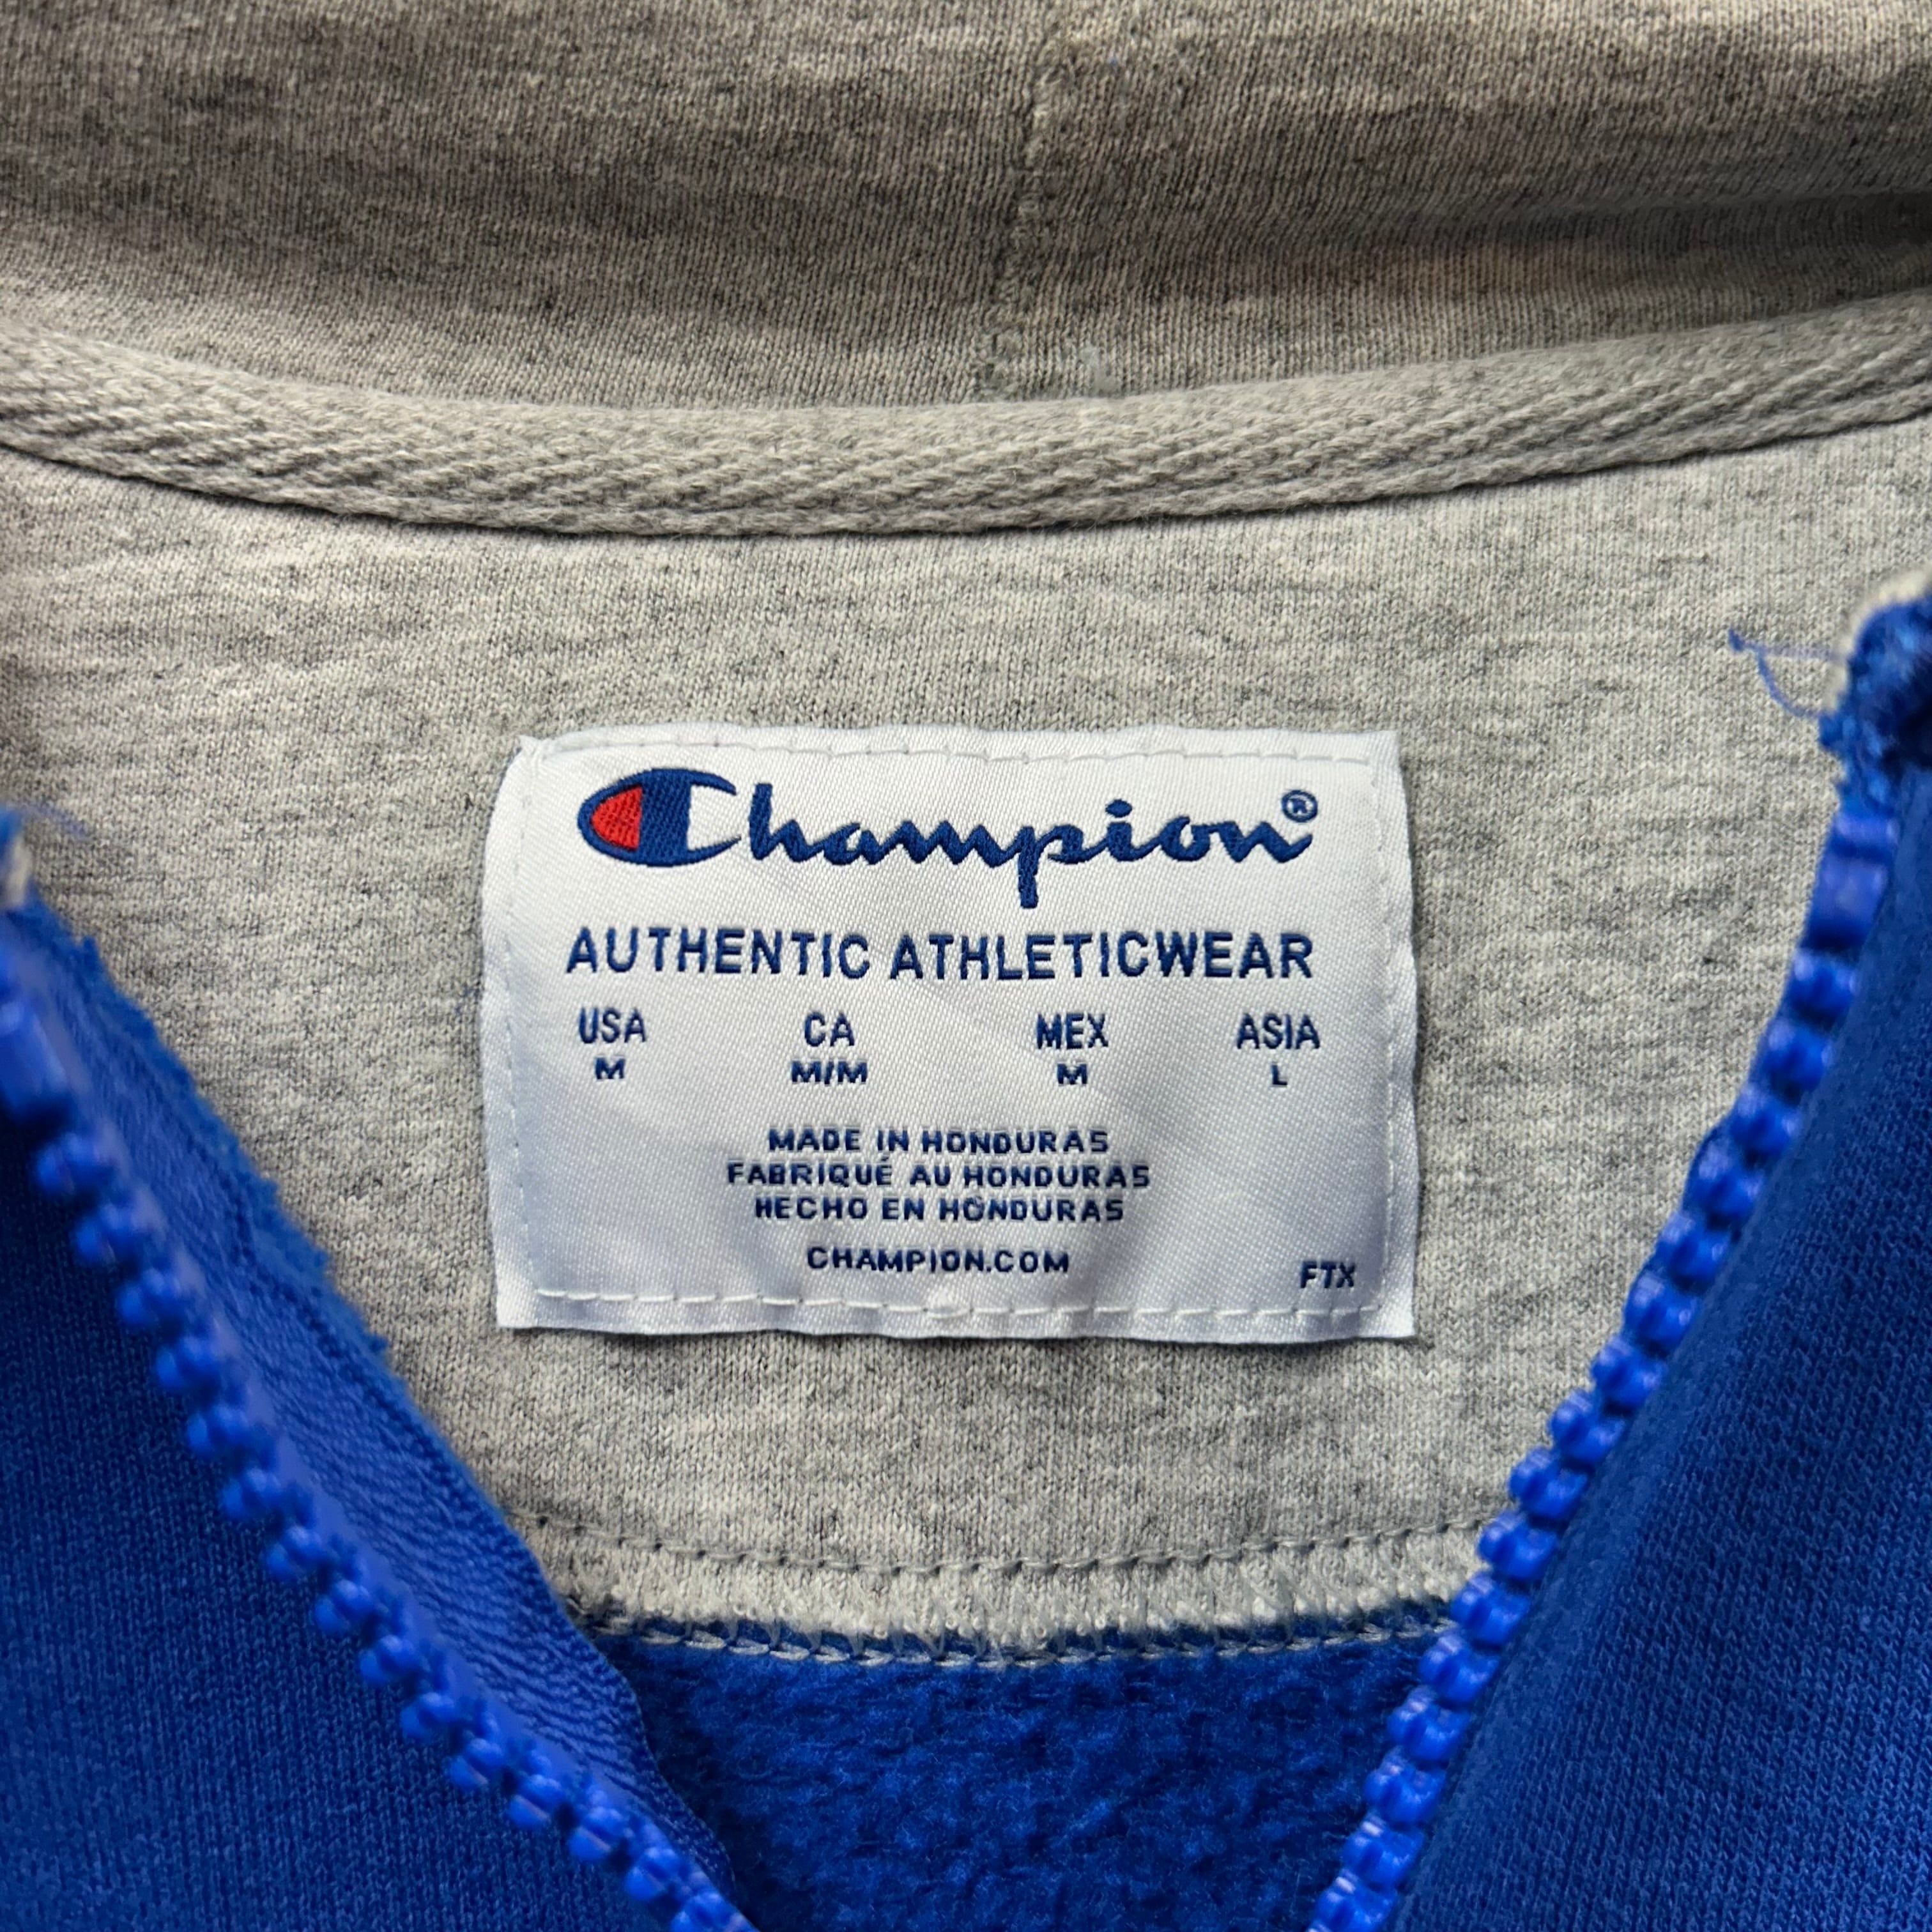 Champion®
AUTHENTIC ATHLETICWEAR
USA CA MEX ASIA
M M/M M L
MADE IN HONDURAS
FABRIQUÉ AU HONDURAS
HECHO EN HONDURAS
CHAMPION.COM
FTX